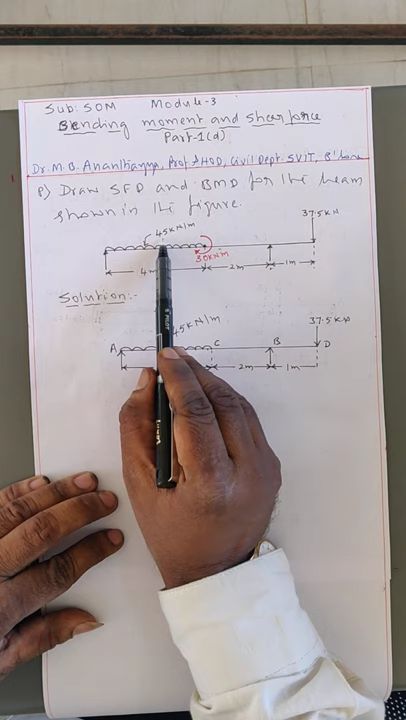 Sub: SOM Module-3
Bending moment and shear force
Part-1(d)
Dr. M. B. Ananthayya, Prof & HOD, Civil Dept. SVIT, B'lore
P) Draw SFD and BMD for the beam
shown in the figure.
37.5KN
45KN/m
30KNm
4m 2m 1m
Solution:-
45KN/m 37.5KN
A C B D
2m 1m
PILOT